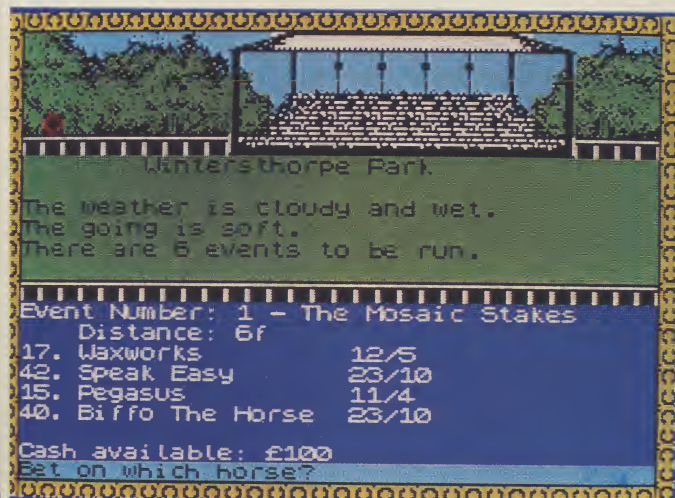 Wintersthorpe Park
The weather is cloudy and wet.
The going is soft.
There are 6 events to be run.
Event Number: 1 - The Mosaic Stakes
Distance: 6f
17. Waxworks 12/5
42. Speak Easy 23/10
15. Pegasus 11/4
40. Biffo The Horse 23/10
Cash available: £100
Bet on which horse?